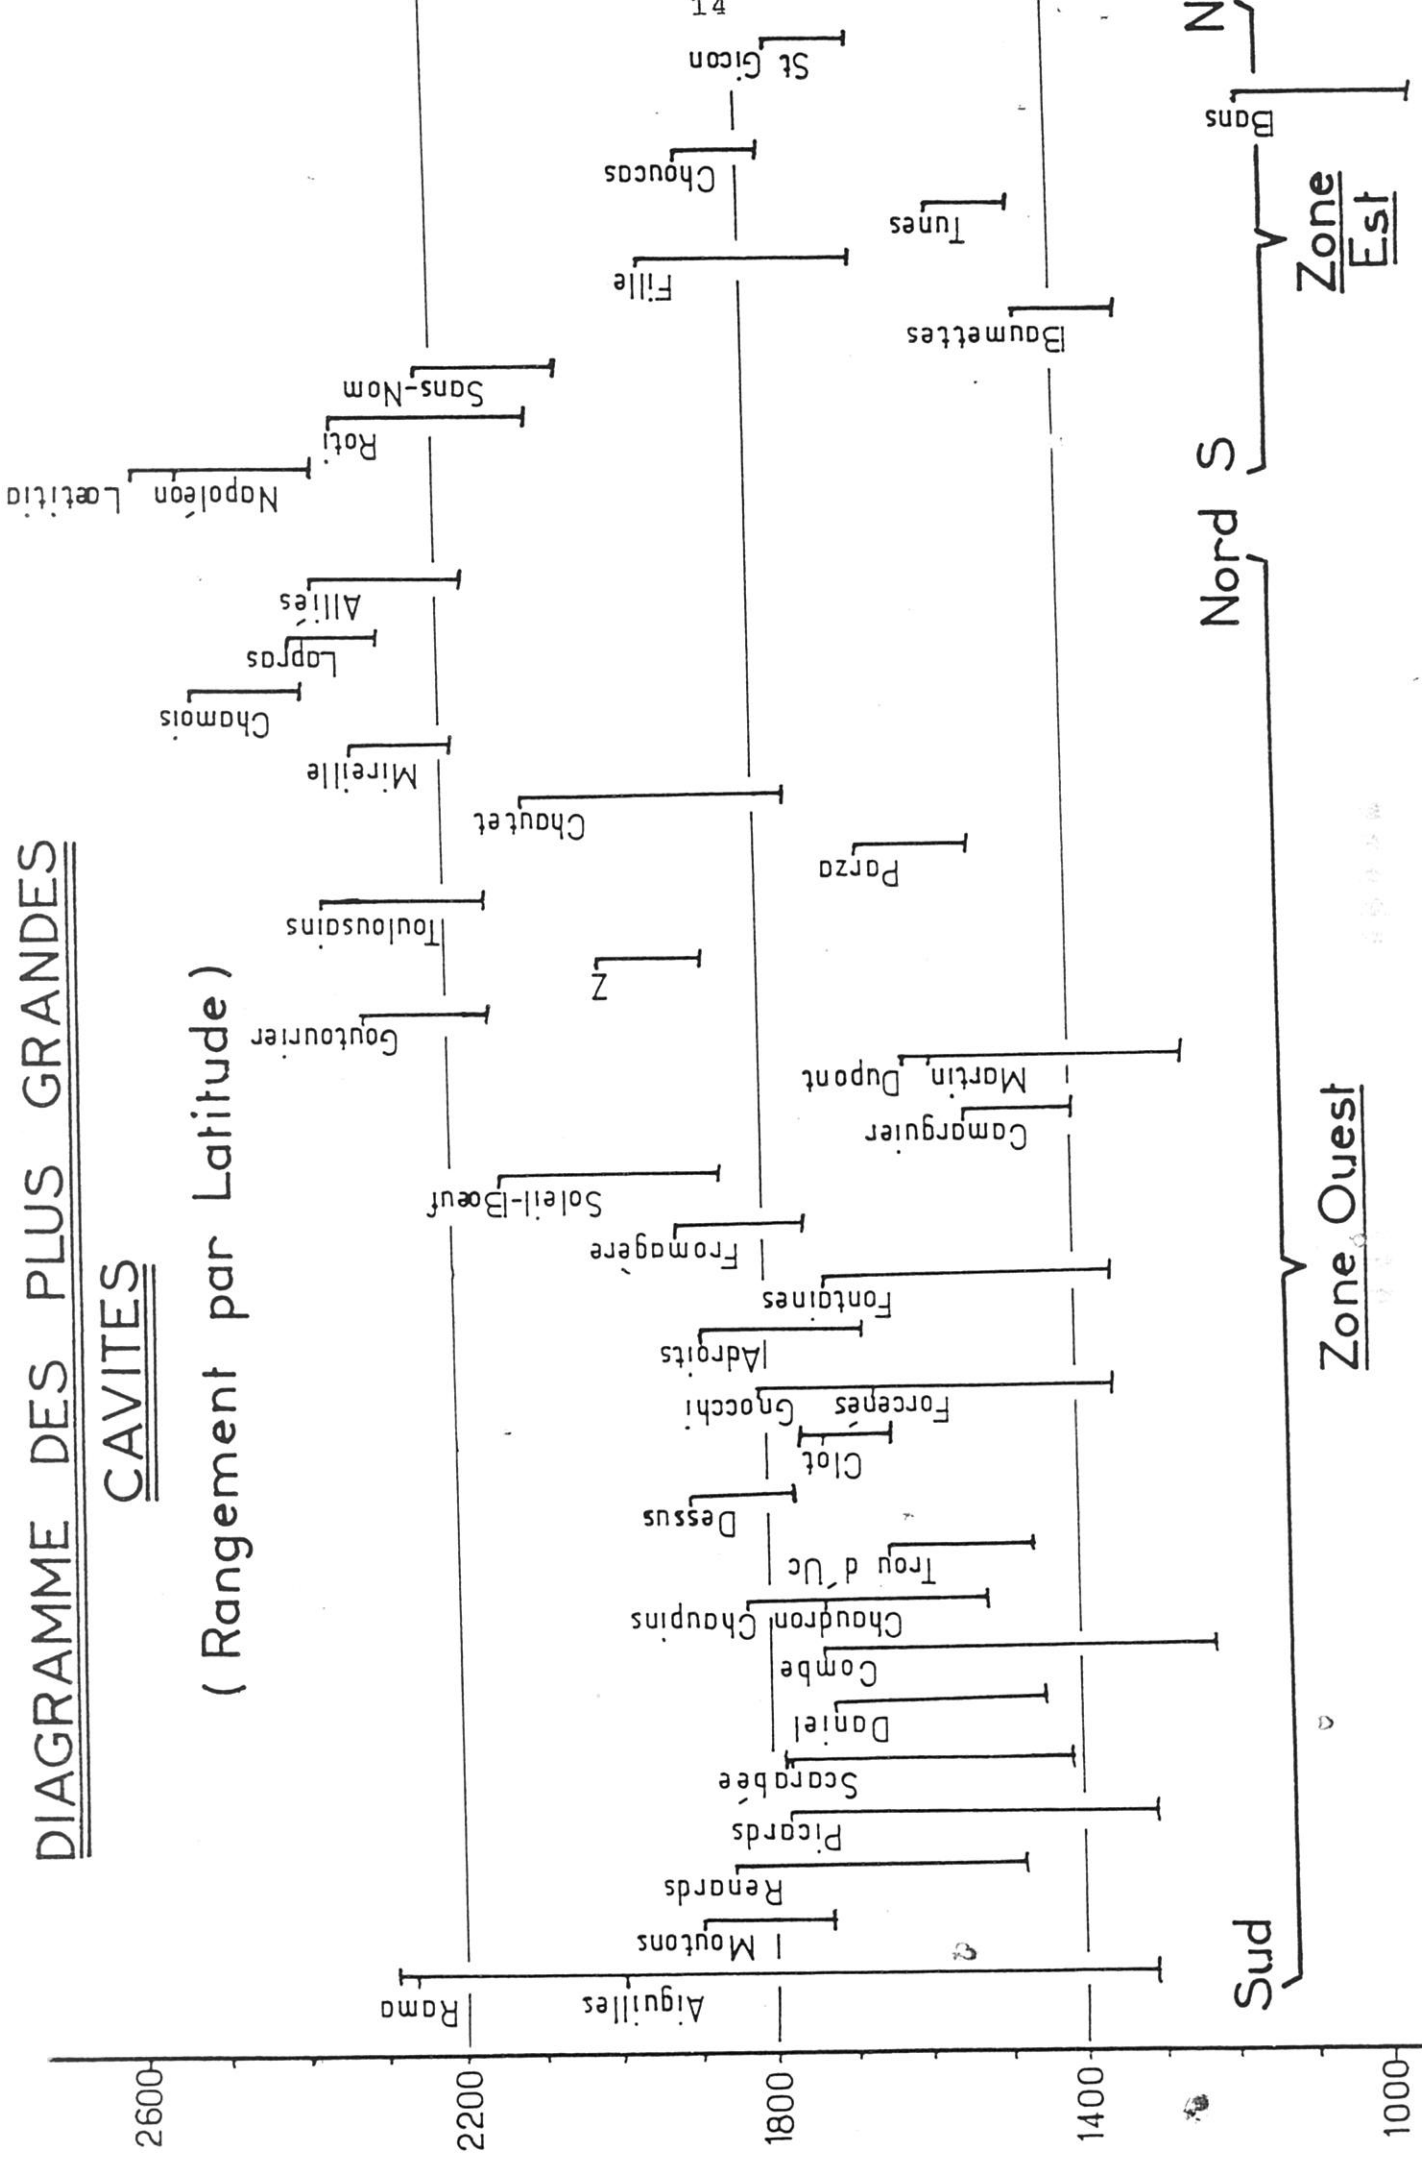 DIAGRAMME DES PLUS GRANDES
CAVITES
( Rangement par Latitude )
2600
2200
1800
1400
1000
Rama
Aiguilles
Moutons
Renards
Picards
Scarabée
Daniel
Combe
Chaupins
Chaudron
Trou d'Uc
Dessus
Clot
Gnocchi
Forcenés
Adroits
Fontaines
Fromagère
Soleil-Bœuf
Camarguier
Dupont
Martin
Goutourier
Z
Toulousains
Parza
Chautet
Mireille
Chamois
Lapras
Alliés
Lœtitia
Napoléon
Roti
Sans-Nom
Baumettes
Fille
Tunes
Choucas
Bans
St Gicon
14
Sud
Nord
S
N
Zone Ouest
Zone
Est